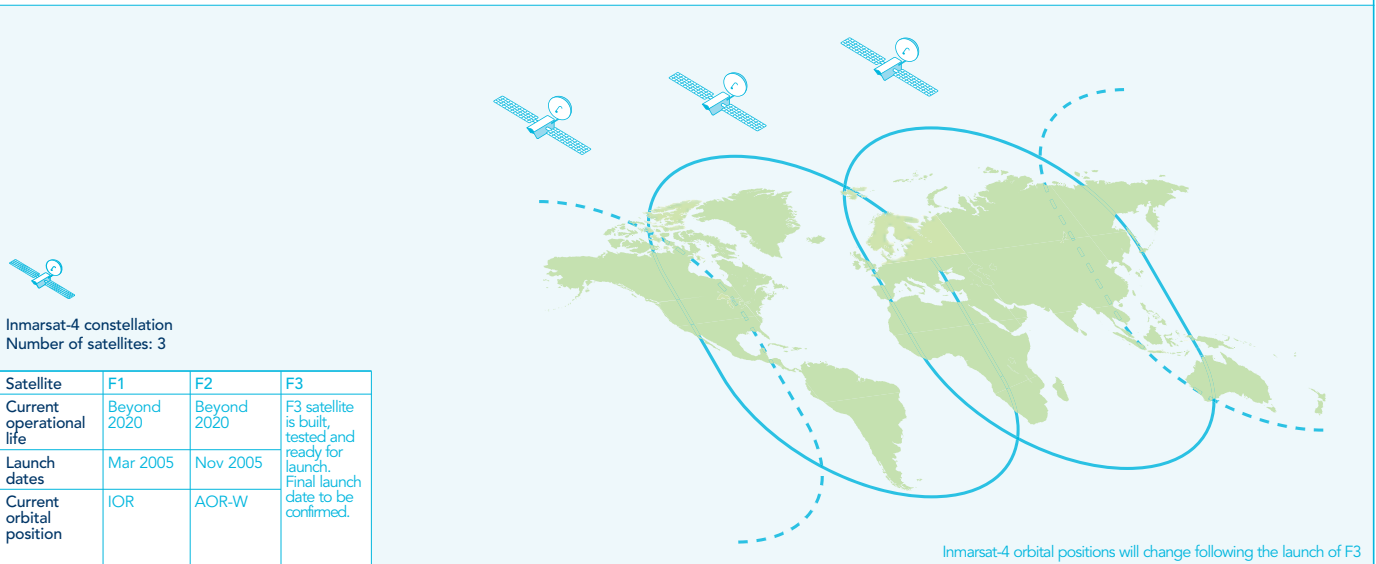 Inmarsat-4 constellation
Number of satellites: 3
Satellite F1 F2 F3
Current operational life
Beyond 2020
Beyond 2020
F3 satellite is built, tested and ready for launch. Final launch date to be confirmed.
Launch dates
Mar 2005
Nov 2005
Current orbital position
IOR
AOR-W
Inmarsat-4 orbital positions will change following the launch of F3